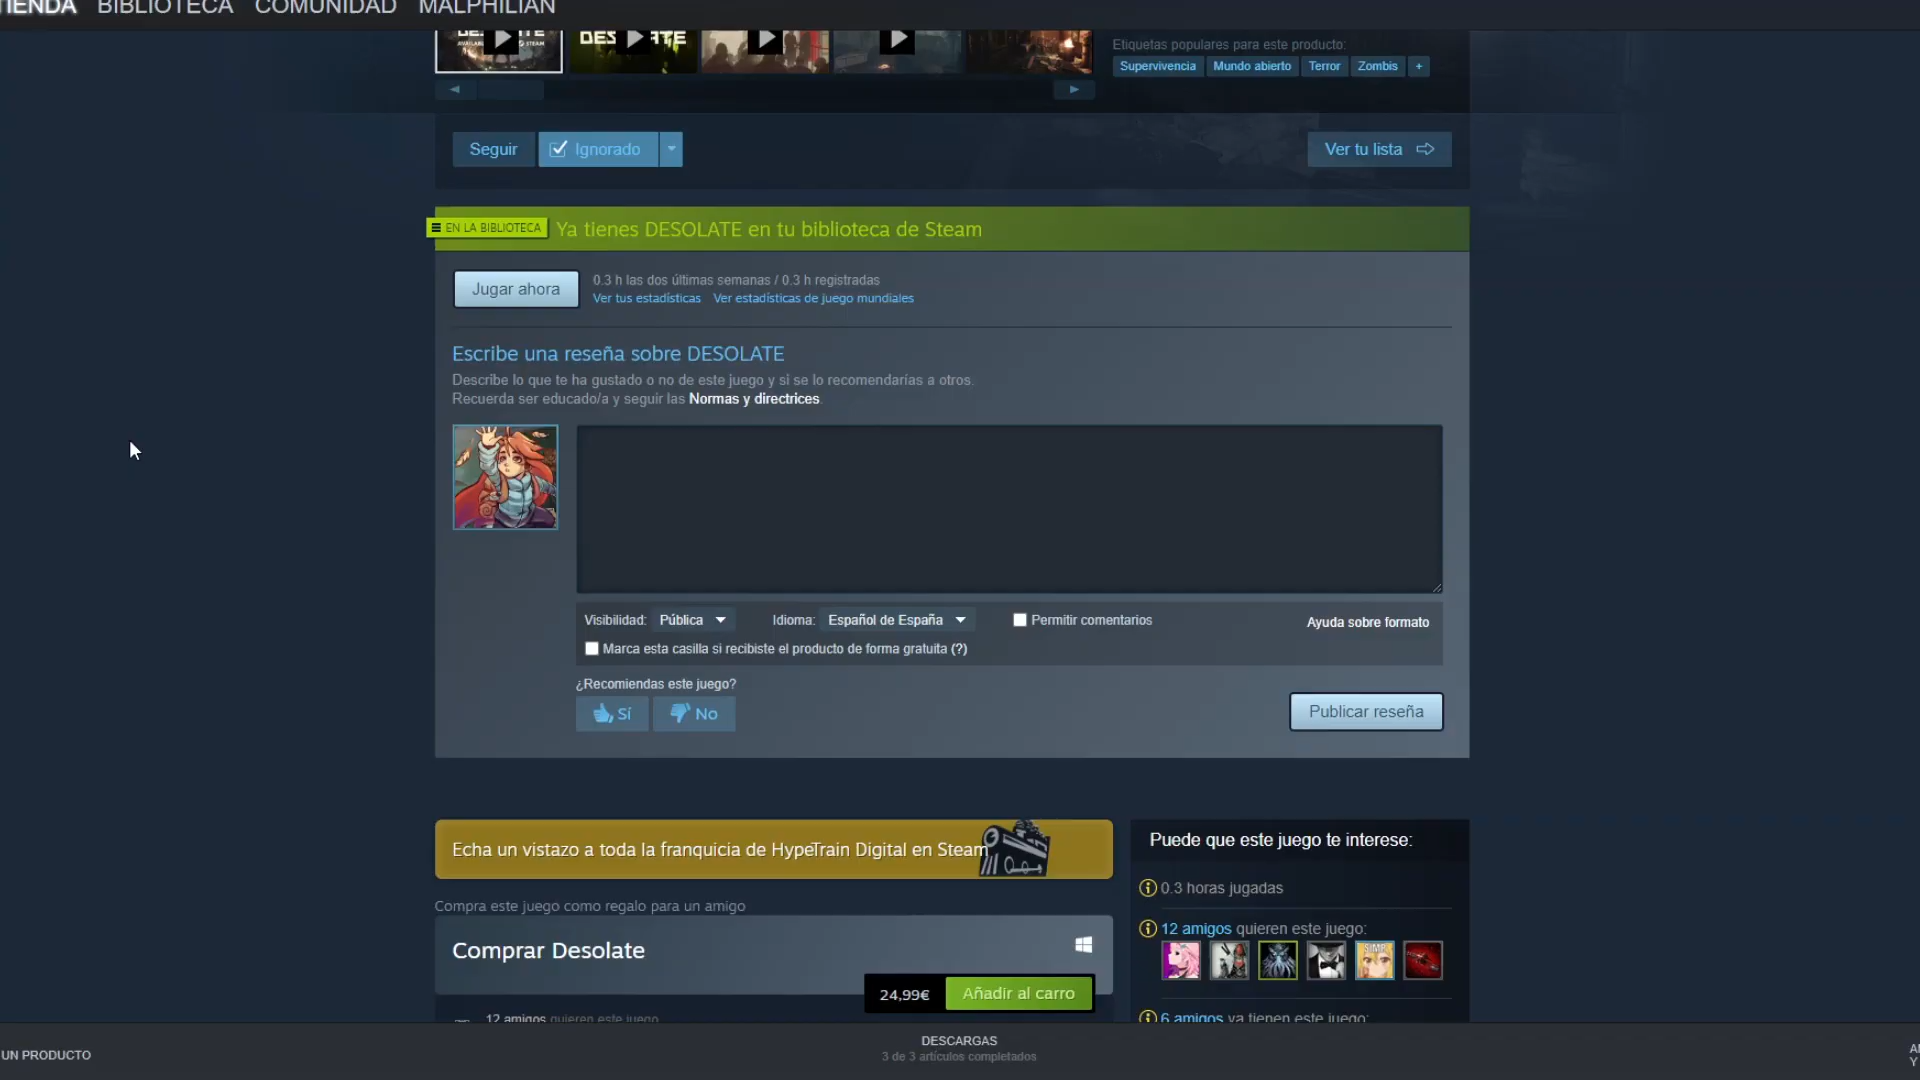 TIENDA BIBLIOTECA COMUNIDAD MALPHILIAN
Etiquetas populares para este producto:
Supervivencia Mundo abierto Terror Zombis +
Seguir Ignorado Ver tu lista
EN LA BIBLIOTECA Ya tienes DESOLATE en tu biblioteca de Steam
Jugar ahora
0.3 h las dos últimas semanas / 0.3 h registradas
Ver tus estadísticas Ver estadísticas de juego mundiales
Escribe una reseña sobre DESOLATE
Describe lo que te ha gustado o no de este juego y si se lo recomendarías a otros.
Recuerda ser educado/a y seguir las Normas y directrices.
Visibilidad: Pública Idioma: Español de España Permitir comentarios Ayuda sobre formato
Marca esta casilla si recibiste el producto de forma gratuita (?)
¿Recomiendas este juego?
Sí No
Publicar reseña
Echa un vistazo a toda la franquicia de HypeTrain Digital en Steam
Puede que este juego te interese:
0.3 horas jugadas
Compra este juego como regalo para un amigo
12 amigos quieren este juego:
SIMP
Comprar Desolate
24,99€ Añadir al carro
12 amigos quieren este juego
6 amigos ya tienen este juego:
UN PRODUCTO
DESCARGAS
3 de 3 artículos completados